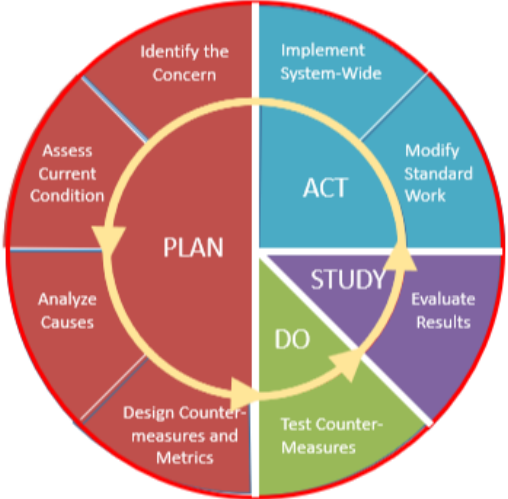 Identify the
Concern
Implement
System-Wide
Assess
Current
Condition
Modify
Standard
Work
ACT
PLAN
STUDY
Analyze
Causes
Evaluate
Results
DO
Design Counter-
measures and
Metrics
Test Counter-
Measures